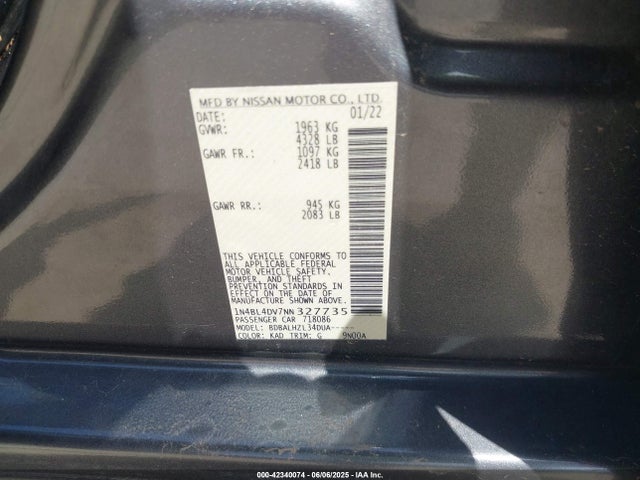 MFD BY NISSAN MOTOR CO., LTD.
DATE: 01/22
GVWR: 1963 KG
4328 LB
GAWR FR.: 1097 KG
2418 LB
GAWR RR.: 945 KG
2083 LB
THIS VEHICLE CONFORMS TO
ALL APPLICABLE FEDERAL
MOTOR VEHICLE SAFETY,
BUMPER, AND THEFT
PREVENTION STANDARDS IN
EFFECT ON THE DATE OF
MANUFACTURE SHOWN ABOVE.
1N4BL4DV7NN327735
PASSENGER CAR 718086
MODEL: BDBALHZL34DUA-----
COLOR: KAD TRIM: G 9N00A
000-42340074 | 06/06/2025 - IAA Inc.